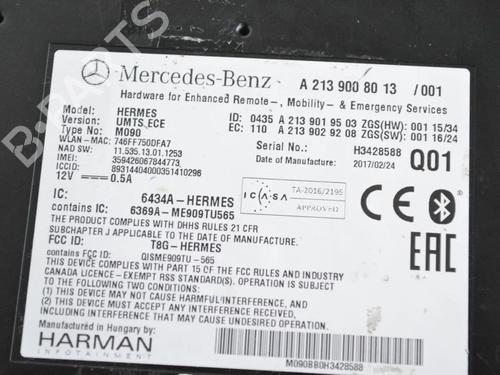 Mercedes-Benz A 213 900 80 13 /001
Hardware for Enhanced Remote-, Mobility- & Emergency Services
Model: HERMES
Version: UMTS_ECE
Type No: M090
ID: 0435 A 213 901 95 03 ZGS(HW): 001 15/34
EC: 110 A 213 902 92 08 ZGS(SW): 001 16/24
WLAN-MAC: 746FF750DFA7
NAD SW: 11.535.13.01.1253
IMEI: 359426067844773
ICCID: 89314404000351410298
12V 0.5A
Serial No.: H3428588
Date of Manufacture: 2017/02/24
Q01
IC: 6434A-HERMES
contains IC: 6369A-ME909TU565
ICASA
TA-2016/2195
APPROVED
CE
THE PRODUCT COMPLIES WITH DHHS RULES 21 CFR
SUBCHAPTER J APPLICABLE TO THE DATE OF MANUFACTURE.
FCC ID: T8G-HERMES
contains FCC ID: QISME909TU-565
EAC
THIS DEVICE COMPLIES WITH PART 15 OF THE FCC RULES AND INDUSTRY
CANADA LICENCE-EXEMPT RSS STANDARD(S). OPERATION IS SUBJECT
TO THE FOLLOWING TWO CONDITIONS:
(1) THIS DEVICE MAY NOT CAUSE HARMFUL INTERFERENCE, AND
(2) THIS DEVICE MUST ACCEPT ANY INTERFERENCE RECEIVED,
INCLUDING INTERFERENCE THAT MAY CAUSE UNDESIRED OPERATION.
Manufactured in Hungary by:
HARMAN
INFOTAINMENT
M090BB0H3428588